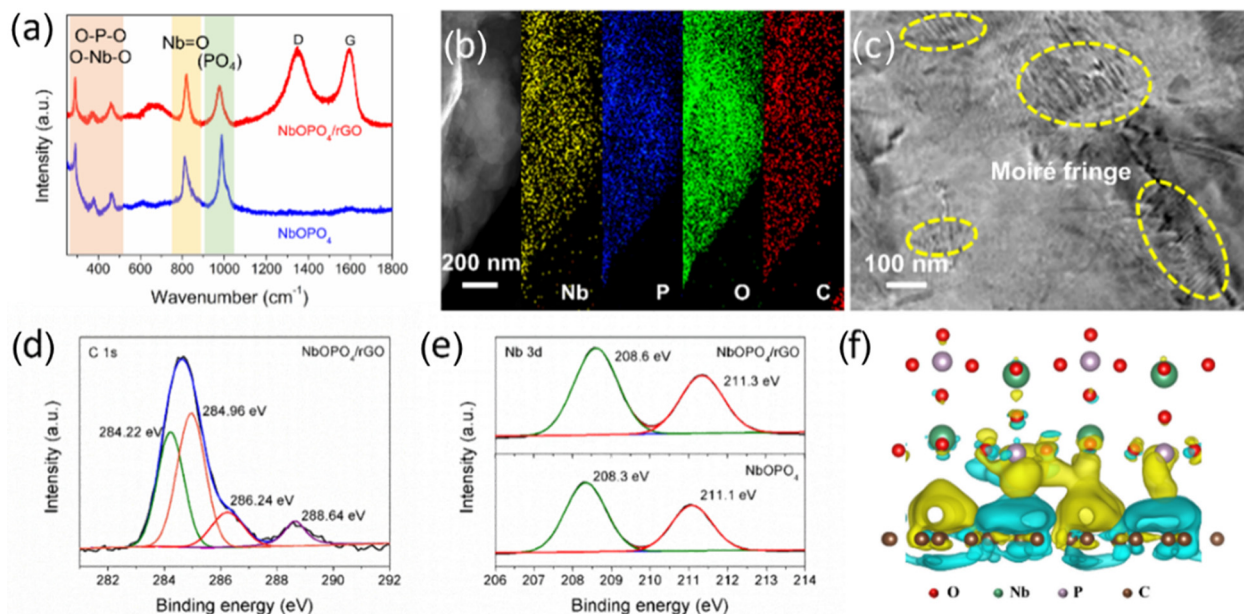 (a)
O-P-O
O-Nb-O
Nb=O
(PO4)
D
G
NbOPO4/rGO
NbOPO4
Intensity (a.u.)
400 600 800 1000 1200 1400 1600 1800
Wavenumber (cm-1)
(b)
200 nm
Nb
P
O
C
(c)
Moiré fringe
100 nm
(d)
C 1s
NbOPO4/rGO
284.96 eV
284.22 eV
286.24 eV
288.64 eV
Intensity (a.u.)
282 284 286 288 290 292
Binding energy (eV)
(e)
Nb 3d
208.6 eV
NbOPO4/rGO
211.3 eV
208.3 eV
NbOPO4
211.1 eV
Intensity (a.u.)
206 207 208 209 210 211 212 213 214
Binding energy (eV)
(f)
O Nb P C